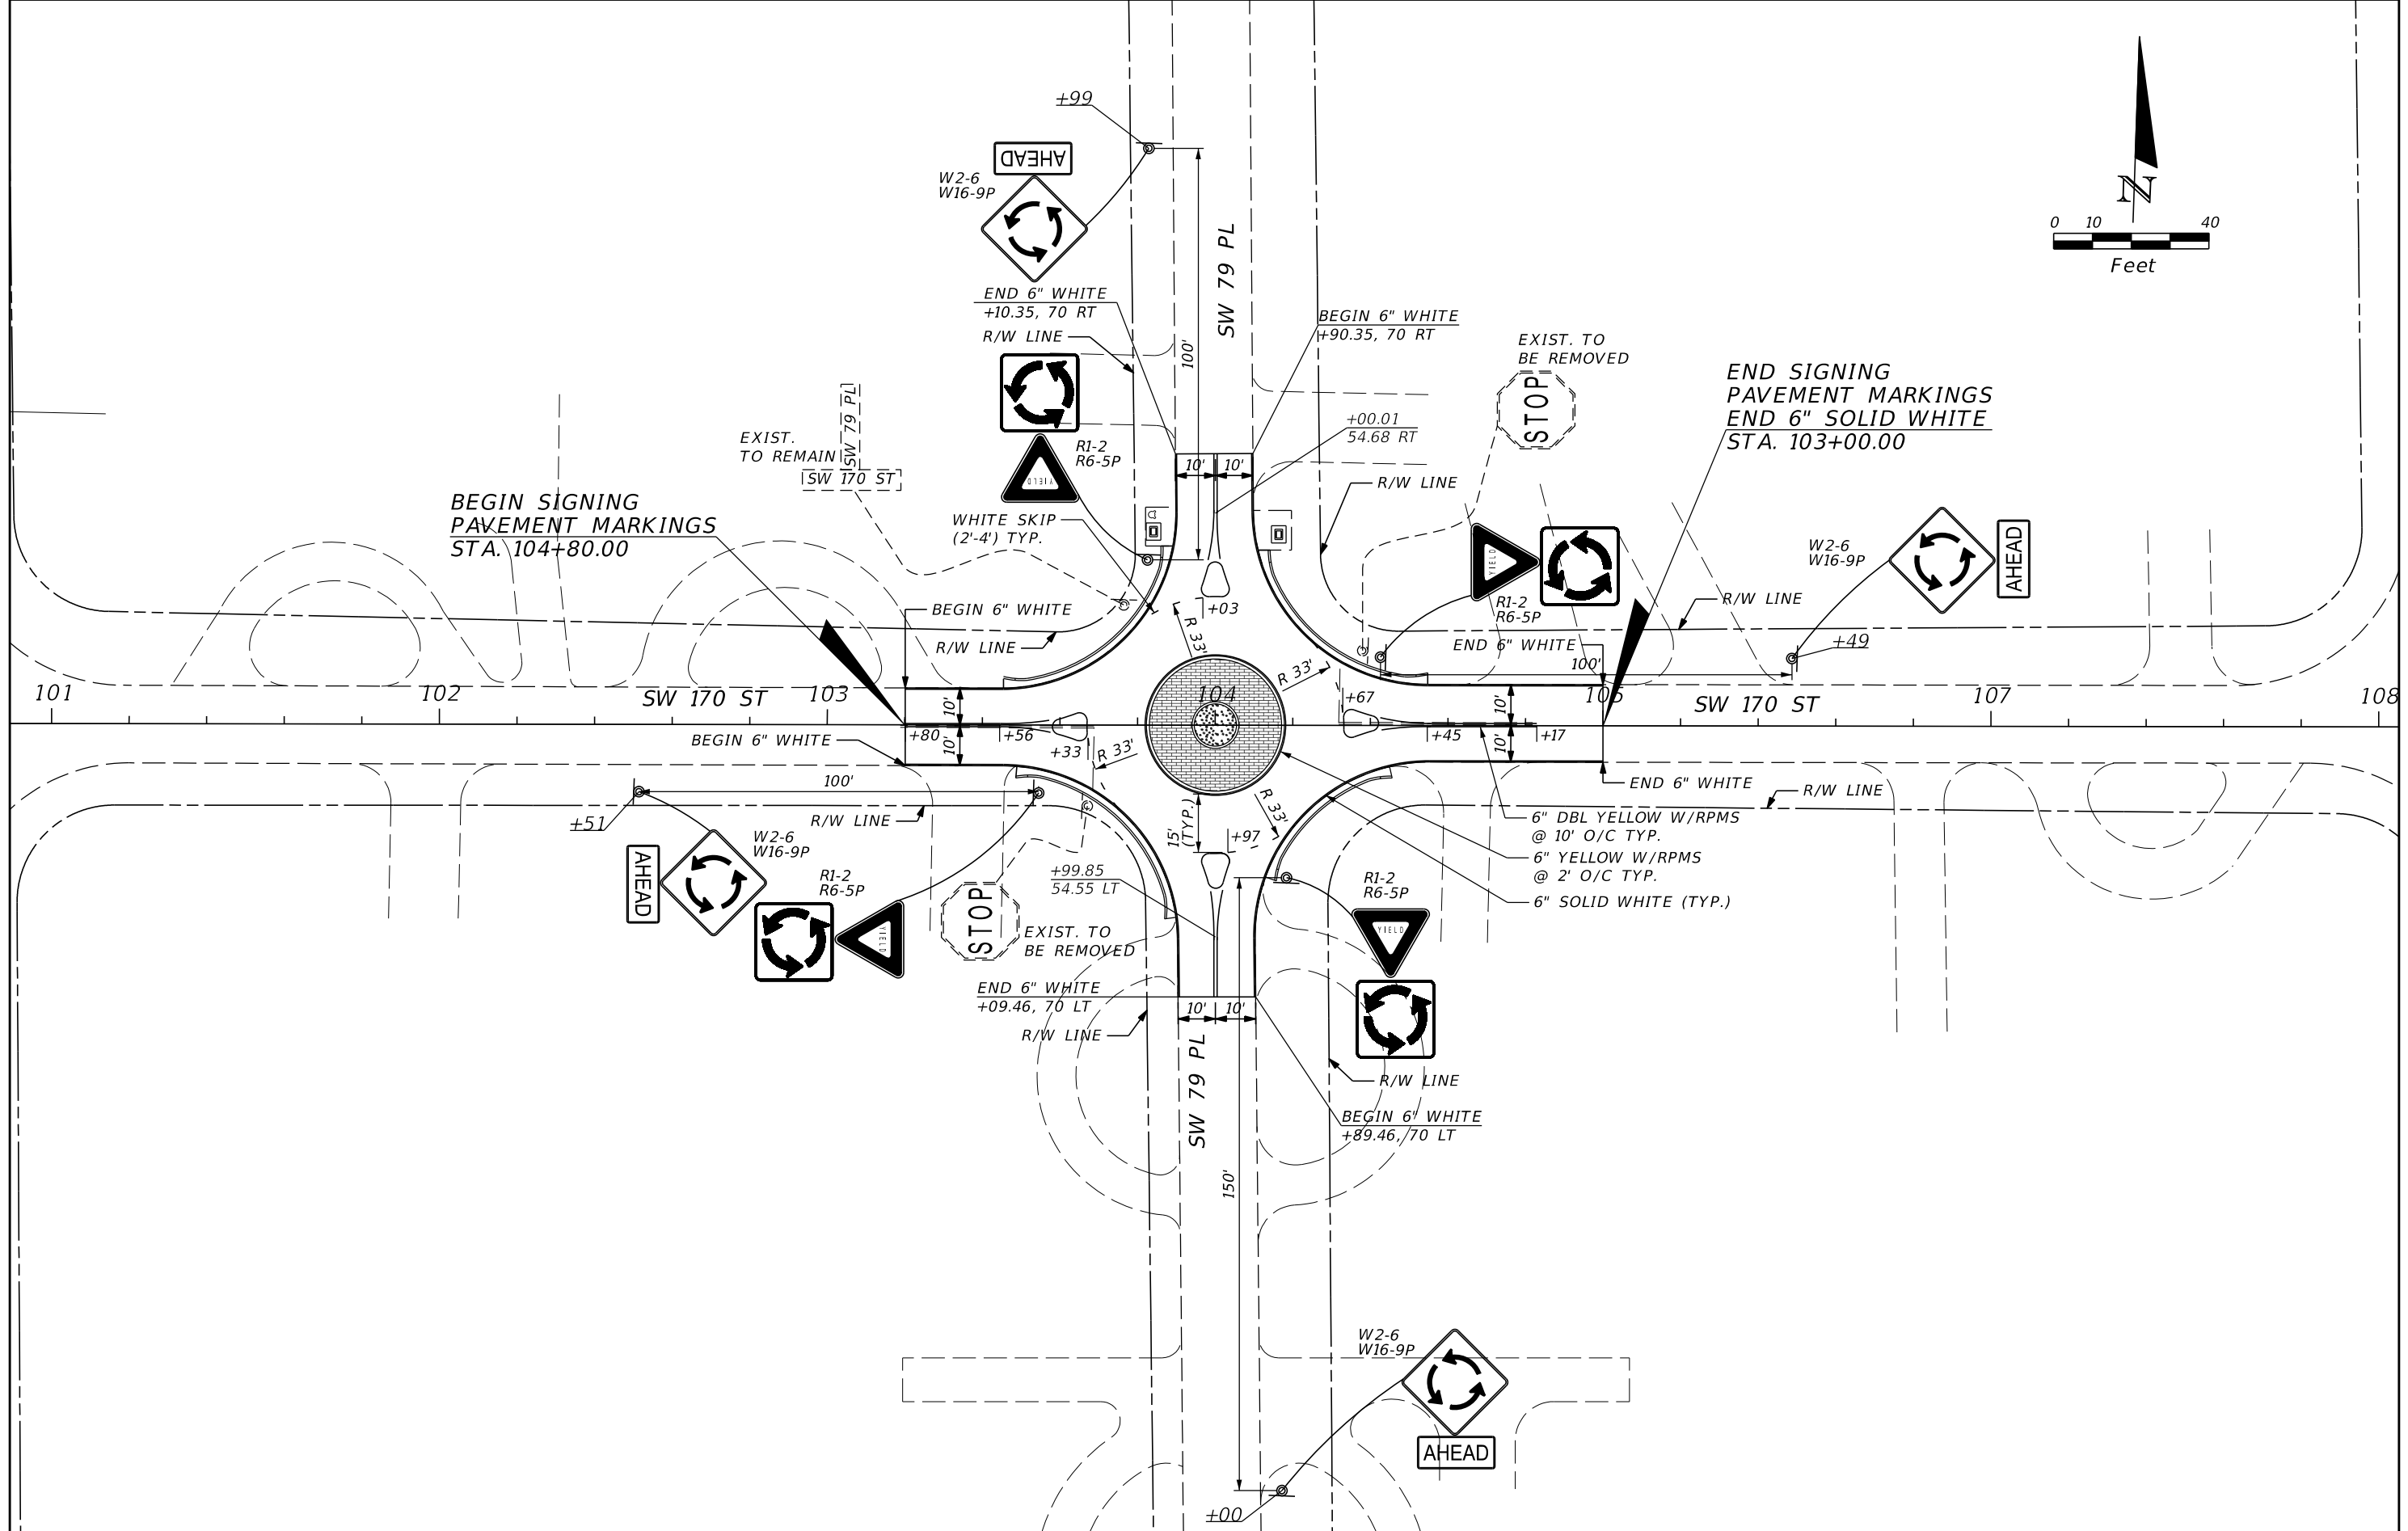 +99
AHEAD
W2-6
W16-9P
END 6" WHITE
+10.35, 70 RT
R/W LINE
SW 79 PL
100'
BEGIN 6" WHITE
+90.35, 70 RT
N
0 10 40
Feet
EXIST. TO
BE REMOVED
STOP
END SIGNING
PAVEMENT MARKINGS
END 6" SOLID WHITE
STA. 103+00.00
+00.01
54.68 RT
EXIST.
TO REMAIN
SW 79 PL
SW 170 ST
R1-2
R6-5P
YIELD
10' 10'
R/W LINE
BEGIN SIGNING
PAVEMENT MARKINGS
STA. 104+80.00
WHITE SKIP
(2'-4') TYP.
YIELD
R1-2
R6-5P
W2-6
W16-9P
AHEAD
BEGIN 6" WHITE
R/W LINE
+03
R 33'
R 33'
END 6" WHITE
R/W LINE
+49
100'
101 102 103 104 105 107 108
SW 170 ST
SW 170 ST
10'
10'
+67
10'
10'
BEGIN 6" WHITE
+80 +56 +33
R 33'
+45 +17
100'
END 6" WHITE
R/W LINE
+51
R/W LINE
R 33'
15'
(TYP.)
+97
6" DBL YELLOW W/RPMS
@ 10' O/C TYP.
6" YELLOW W/RPMS
@ 2' O/C TYP.
6" SOLID WHITE (TYP.)
AHEAD
W2-6
W16-9P
R1-2
R6-5P
YIELD
STOP
EXIST. TO
BE REMOVED
+99.85
54.55 LT
R1-2
R6-5P
YIELD
END 6" WHITE
+09.46, 70 LT
R/W LINE
10' 10'
SW 79 PL
R/W LINE
BEGIN 6" WHITE
+89.46, 70 LT
150'
W2-6
W16-9P
AHEAD
+00